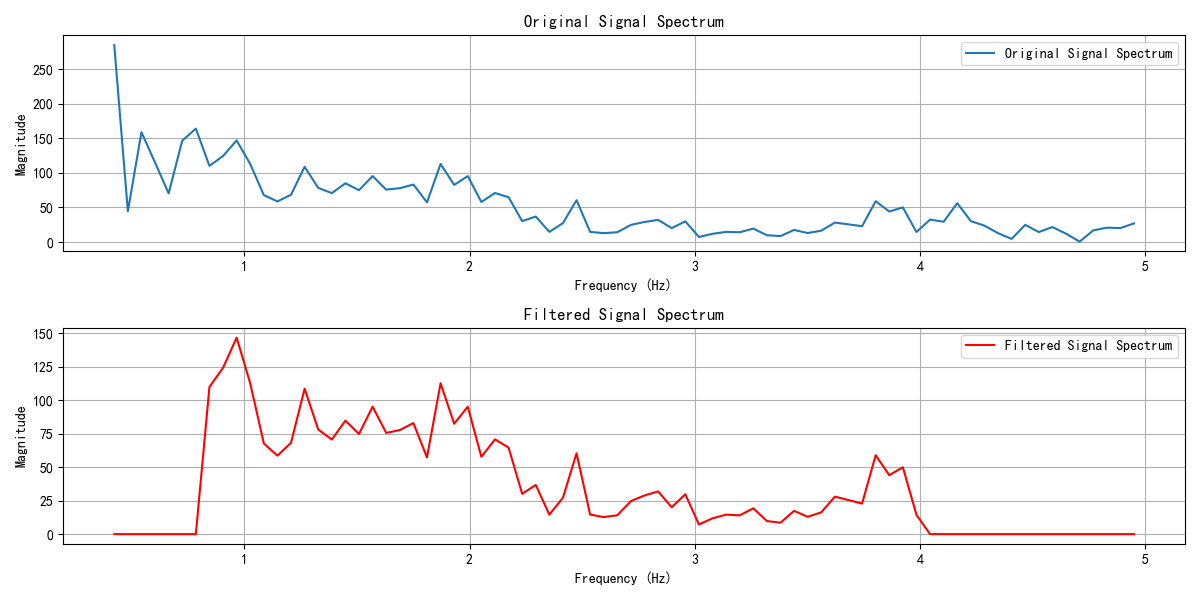 Original Signal Spectrum
Original Signal Spectrum
Magnitude
250
200
150
100
50
0
1
2
3
4
5
Frequency (Hz)
Filtered Signal Spectrum
Filtered Signal Spectrum
Magnitude
150
125
100
75
50
25
0
1
2
3
4
5
Frequency (Hz)